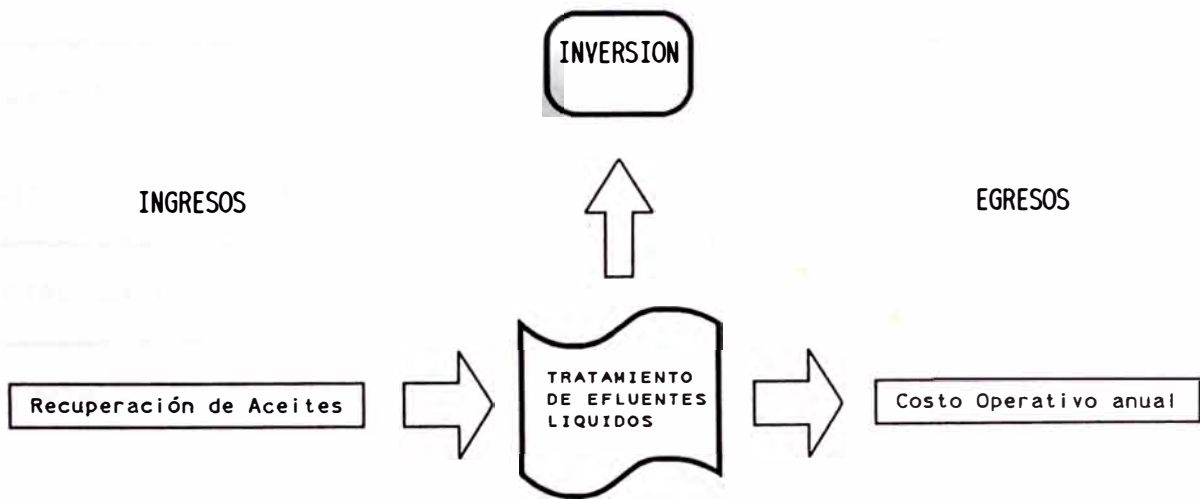 INVERSION
INGRESOS
EGRESOS
Recuperación de Aceites
TRATAMIENTO
DE EFLUENTES
LIQUIDOS
Costo Operativo anual